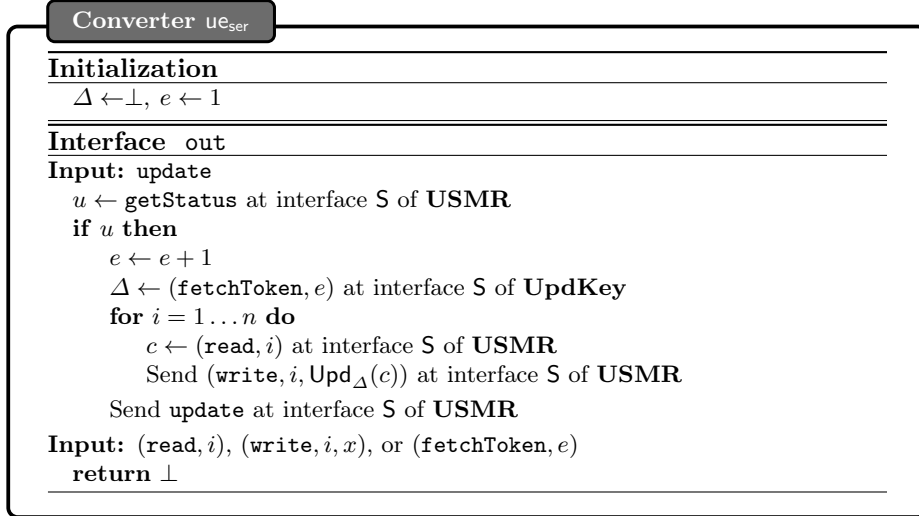 Converter ue_ser
Initialization
Δ ←⊥, e ← 1
Interface out
Input: update
u ← getStatus at interface S of USMR
if u then
e ← e + 1
Δ ← (fetchToken, e) at interface S of UpdKey
for i = 1 . . . n do
c ← (read, i) at interface S of USMR
Send (write, i, Upd_Δ(c)) at interface S of USMR
Send update at interface S of USMR
Input: (read, i), (write, i, x), or (fetchToken, e)
return ⊥